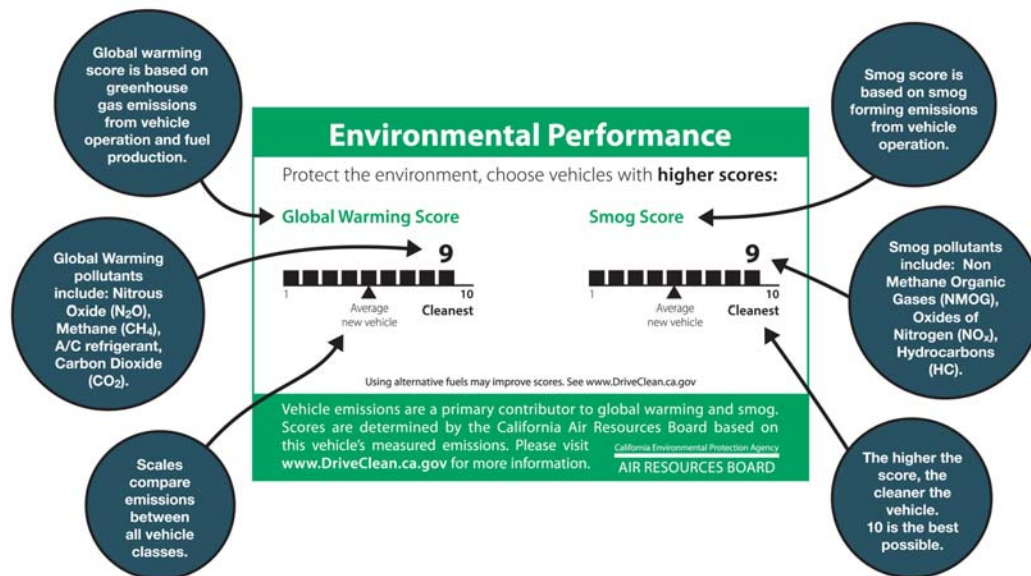 Global warming
score is based on
greenhouse
gas emissions
from vehicle
operation and fuel
production.
Smog score is
based on smog
forming emissions
from vehicle
operation.
Environmental Performance
Protect the environment, choose vehicles with higher scores:
Global Warming Score
9
1
10
Average
new vehicle
Cleanest
Smog Score
9
1
10
Average
new vehicle
Cleanest
Using alternative fuels may improve scores. See www.DriveClean.ca.gov
Vehicle emissions are a primary contributor to global warming and smog.
Scores are determined by the California Air Resources Board based on
this vehicle's measured emissions. Please visit
www.DriveClean.ca.gov for more information.
California Environmental Protection Agency
AIR RESOURCES BOARD
Global Warming
pollutants
include: Nitrous
Oxide (N₂O),
Methane (CH₄),
A/C refrigerant,
Carbon Dioxide
(CO₂).
Smog pollutants
include: Non
Methane Organic
Gases (NMOG),
Oxides of
Nitrogen (NOₓ),
Hydrocarbons
(HC).
Scales
compare
emissions
between
all vehicle
classes.
The higher the
score, the
cleaner the
vehicle.
10 is the best
possible.